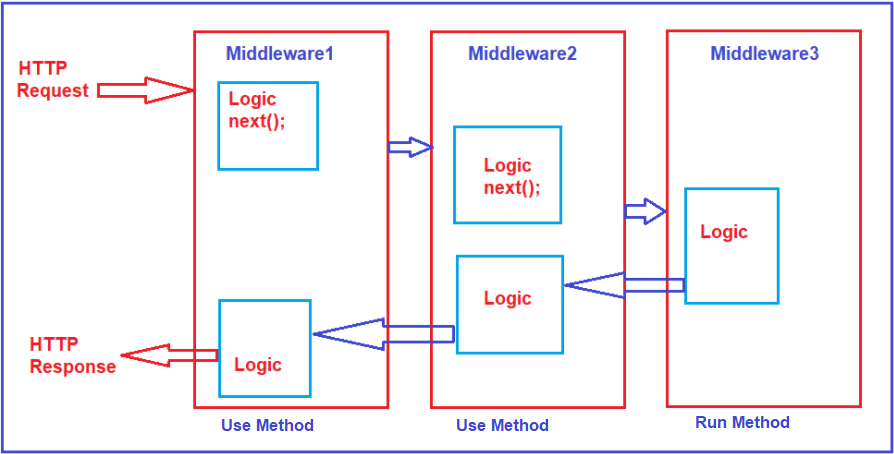 Middleware1
Middleware2
Middleware3
HTTP
Request
Logic
next();
Logic
next();
Logic
Logic
HTTP
Response
Logic
Use Method
Use Method
Run Method